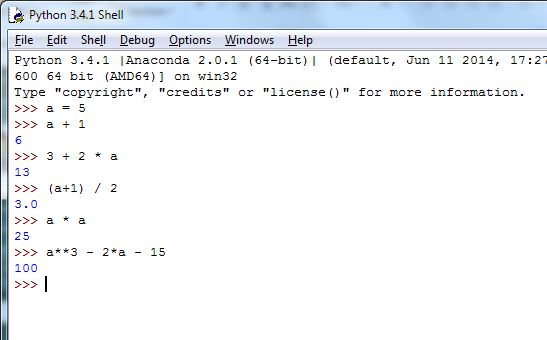 Python 3.4.1 Shell
File Edit Shell Debug Options Windows Help
Python 3.4.1 |Anaconda 2.0.1 (64-bit)| (default, Jun 11 2014, 17:27
600 64 bit (AMD64)] on win32
Type "copyright", "credits" or "license()" for more information.
>>> a = 5
>>> a + 1
6
>>> 3 + 2 * a
13
>>> (a+1) / 2
3.0
>>> a * a
25
>>> a**3 - 2*a - 15
100
>>>